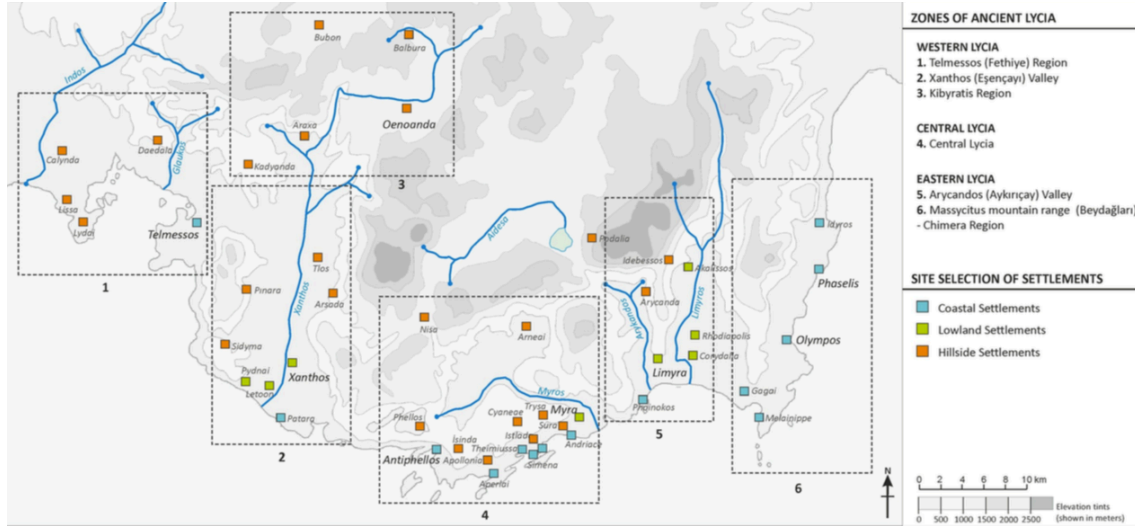 Bubon
Balbura
Indos
Oenoanda
Araxa
Kadyanda
3
Calynda
Daedala
Glaukos
Lissa
Lydai
Telmessos
1
Tlos
Pinara
Arsada
Xanthos
Sidyma
Pydnai
Letoon
Xanthos
Patara
2
Aidesa
Podalia
Nisa
Arneai
Myros
Phellos
Cyaneae
Trysa
Myra
Sura
Istlada
Isinda
Theimiussa
Andriace
Antiphellos
Apollonia
Simena
Aperlai
4
Idebessos
Akalissos
Arycanda
Arykandos
Limyros
Rhodiapolis
Corydalla
Limyra
Phoinokos
5
Idyros
Phaselis
Olympos
Gagai
Melainippe
6
ZONES OF ANCIENT LYCIA
WESTERN LYCIA
1. Telmessos (Fethiye) Region
2. Xanthos (Eşençayı) Valley
3. Kibyratis Region
CENTRAL LYCIA
4. Central Lycia
EASTERN LYCIA
5. Arycandos (Aykırıçay) Valley
6. Massycitus mountain range (Beydağları)
- Chimera Region
SITE SELECTION OF SETTLEMENTS
Coastal Settlements
Lowland Settlements
Hillside Settlements
N
0 2 4 6 8 10 km
Elevation tints
(shown in meters)
0 500 1000 1500 2000 2500